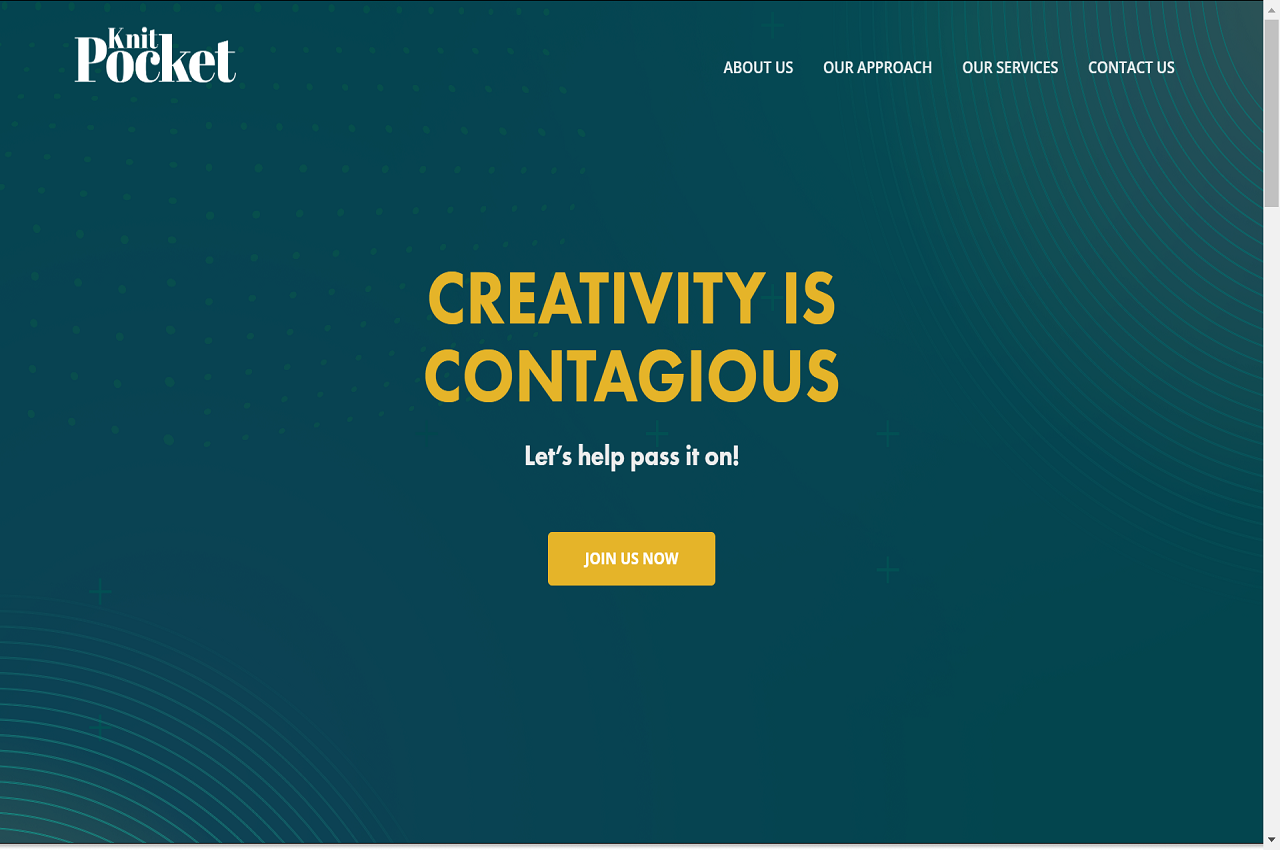 Knit
Pocket
ABOUT US OUR APPROACH OUR SERVICES CONTACT US
CREATIVITY IS
CONTAGIOUS
Let’s help pass it on!
JOIN US NOW